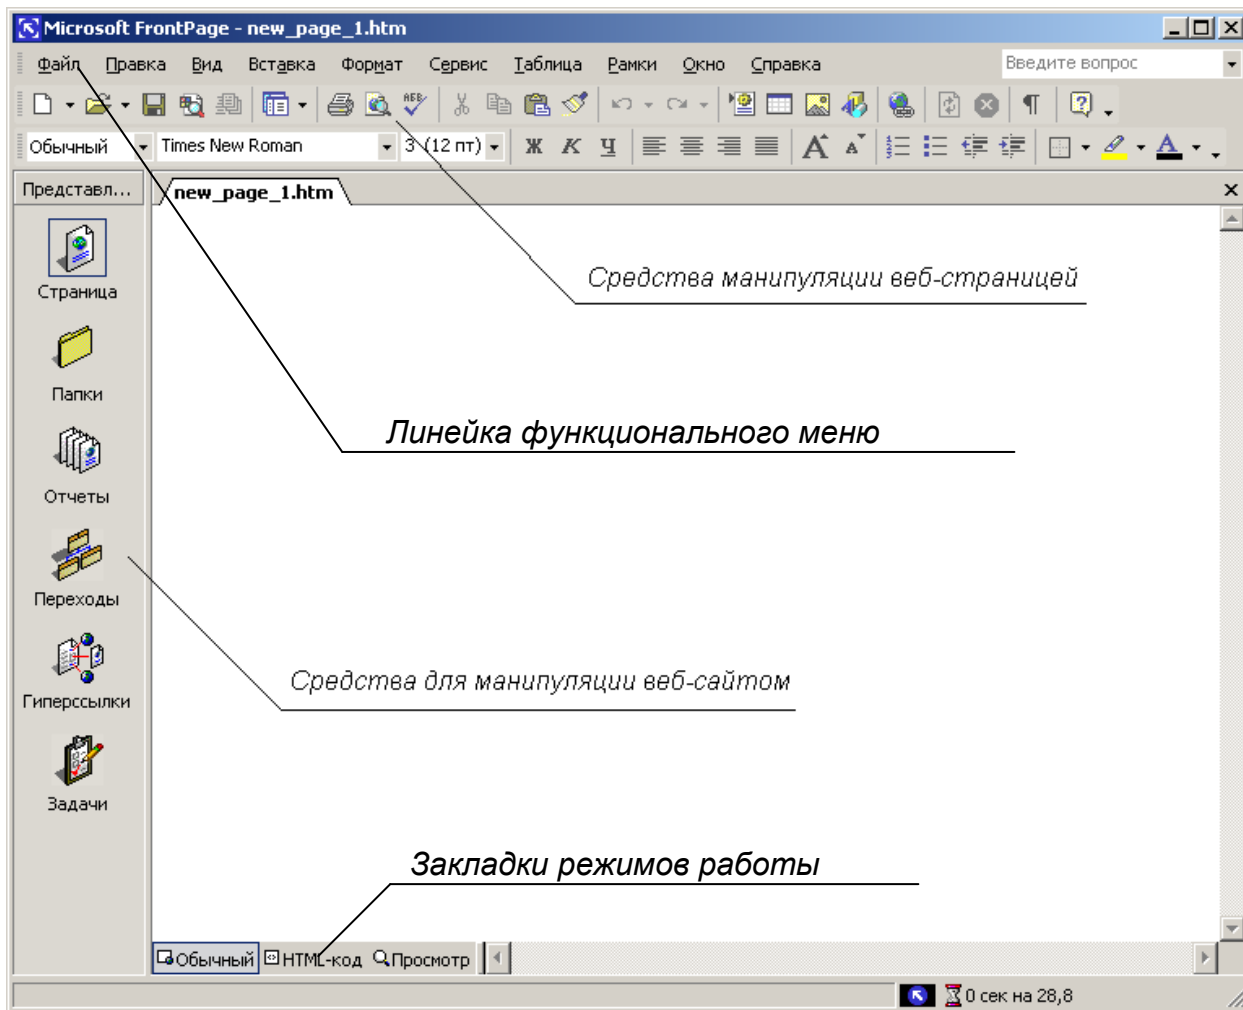 Microsoft FrontPage - new_page_1.htm
Файл Правка Вид Вставка Формат Сервис Таблица Рамки Окно Справка Введите вопрос
Обычный Times New Roman 3 (12 пт) Ж К Ч
Представл... new_page_1.htm
Страница
Средства манипуляции веб-страницей
Папки
Линейка функционального меню
Отчеты
Переходы
Средства для манипуляции веб-сайтом
Гиперссылки
Задачи
Закладки режимов работы
Обычный HTML-код Просмотр
0 сек на 28,8